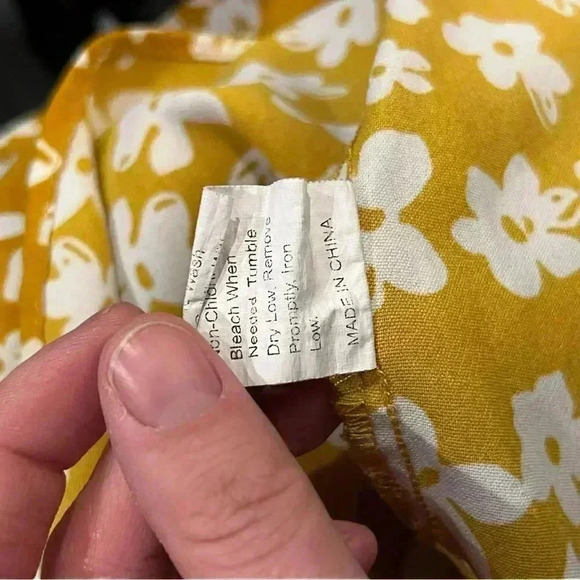 Wash
Bleach When
Needed. Tumble
Dry Low. Remove
Promptly. Iron
Low.
MADE IN CHINA